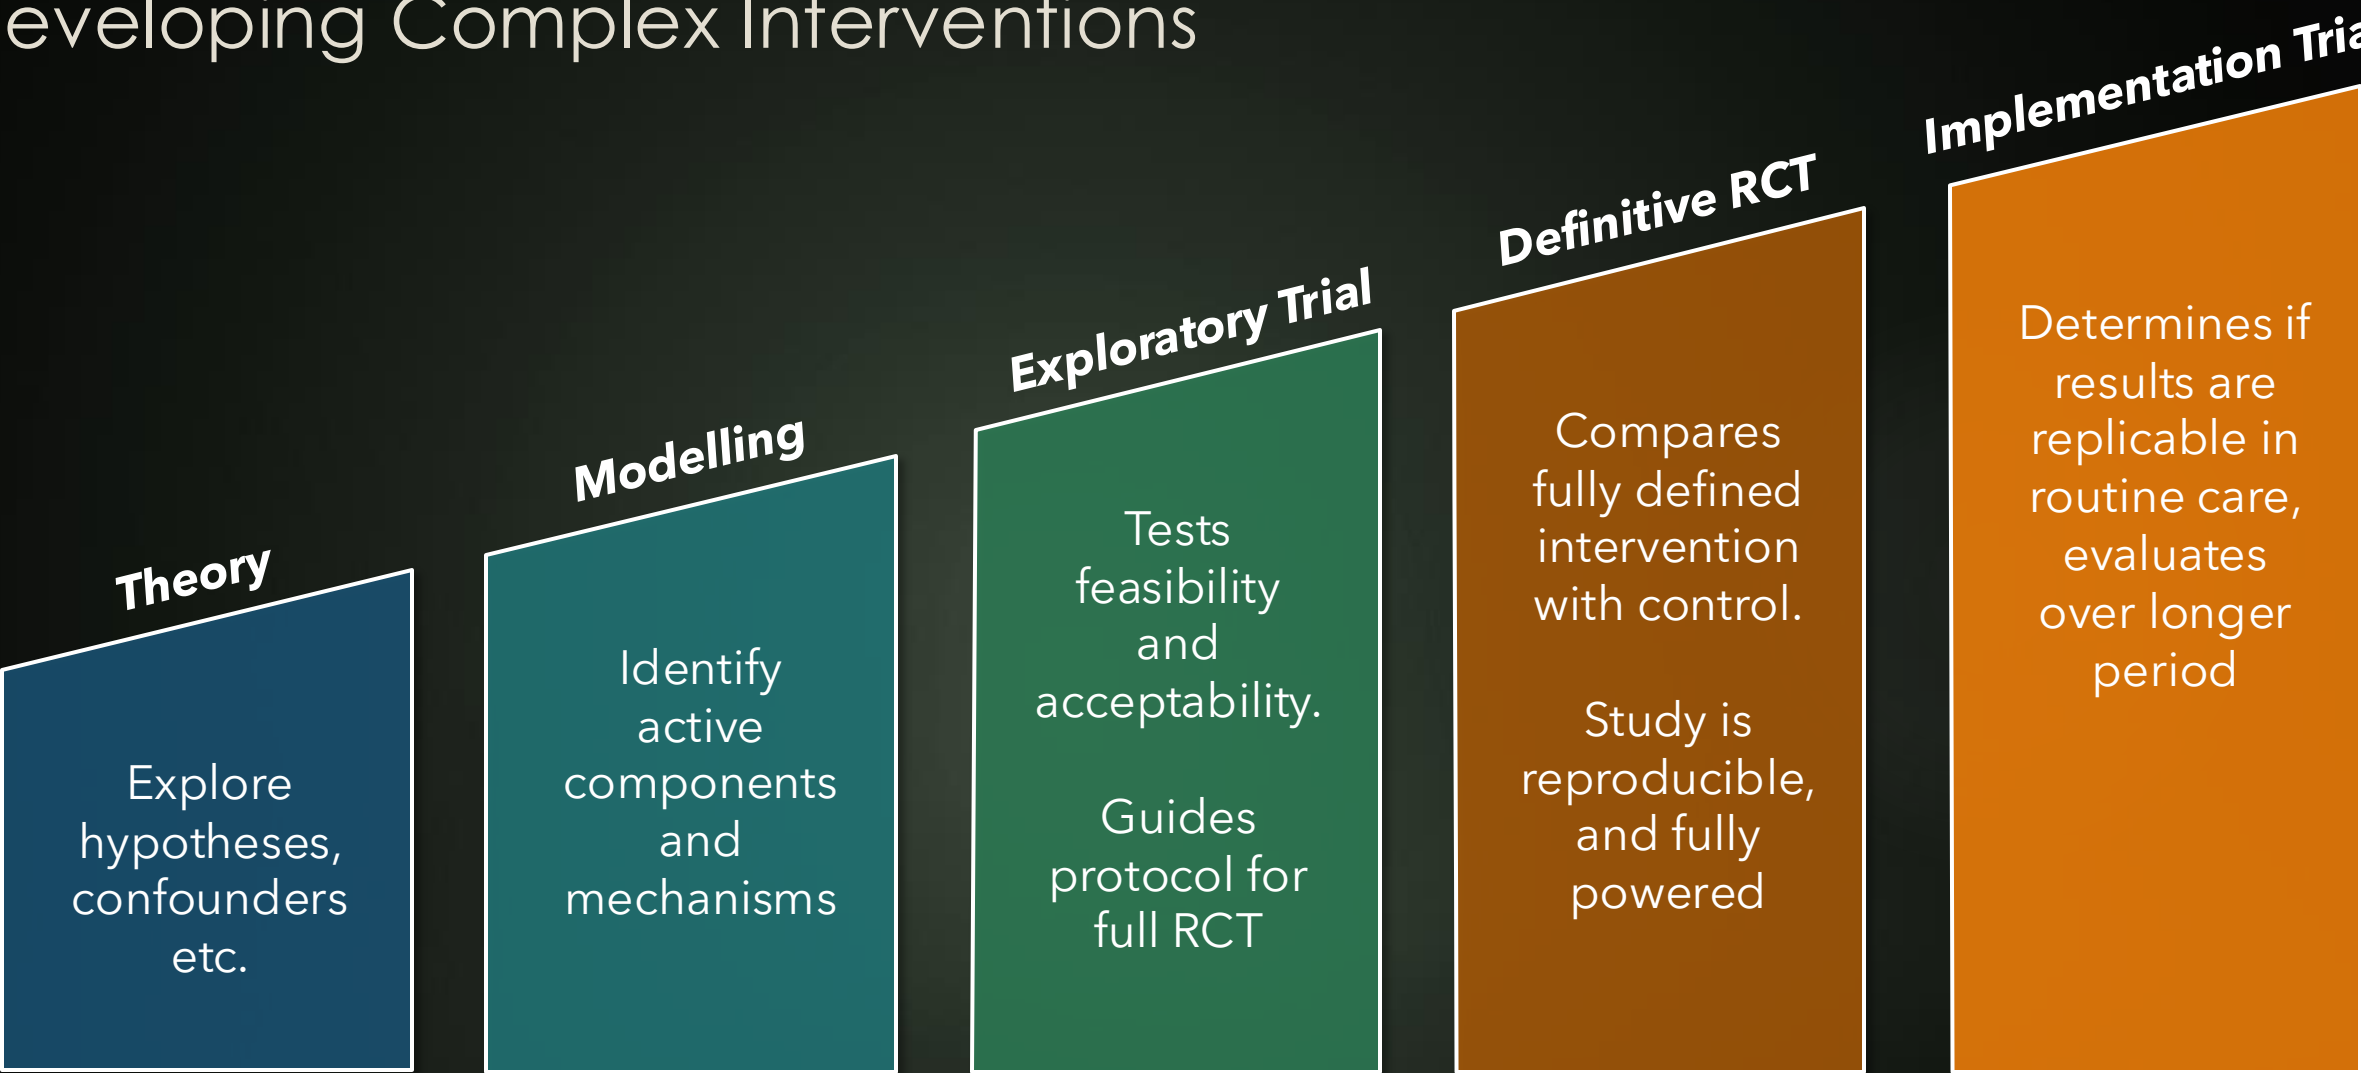 eveloping Complex Interventions
Theory
Explore
hypotheses,
confounders
etc.
Modelling
Identify
active
components
and
mechanisms
Exploratory Trial
Tests
feasibility
and
acceptability.
Guides
protocol for
full RCT
Definitive RCT
Compares
fully defined
intervention
with control.
Study is
reproducible,
and fully
powered
Implementation Tria
Determines if
results are
replicable in
routine care,
evaluates
over longer
period